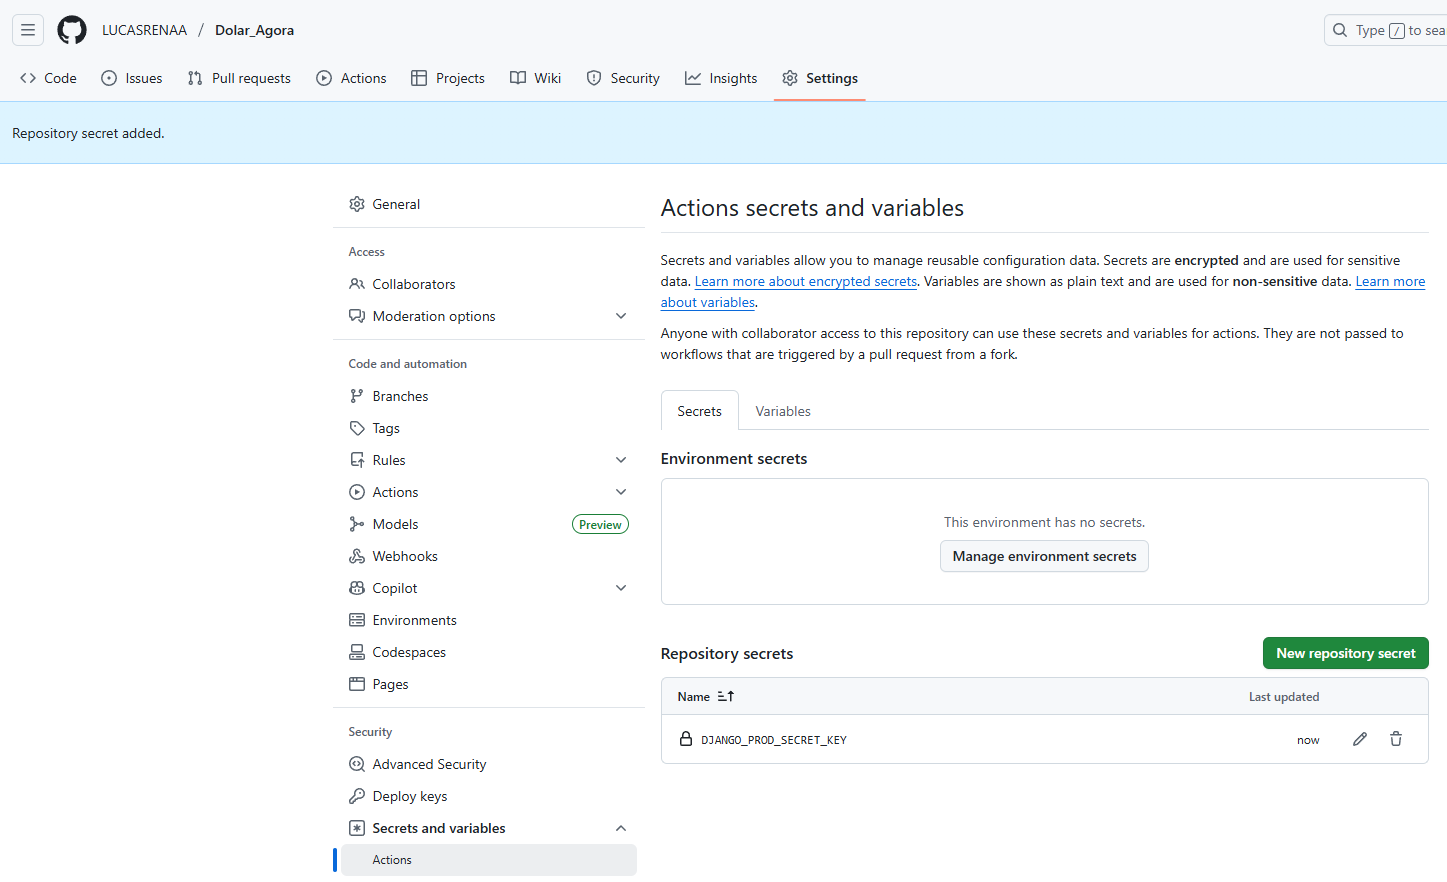 LUCASRENAA / Dolar_Agora
Type / to sea
Code Issues Pull requests Actions Projects Wiki Security Insights Settings
Repository secret added.
General
Access
Collaborators
Moderation options
Code and automation
Branches
Tags
Rules
Actions
Models Preview
Webhooks
Copilot
Environments
Codespaces
Pages
Security
Advanced Security
Deploy keys
Secrets and variables
Actions
Actions secrets and variables
Secrets and variables allow you to manage reusable configuration data. Secrets are encrypted and are used for sensitive
data. Learn more about encrypted secrets. Variables are shown as plain text and are used for non-sensitive data. Learn more
about variables.
Anyone with collaborator access to this repository can use these secrets and variables for actions. They are not passed to
workflows that are triggered by a pull request from a fork.
Secrets Variables
Environment secrets
This environment has no secrets.
Manage environment secrets
Repository secrets
New repository secret
Name Last updated
DJANGO_PROD_SECRET_KEY now